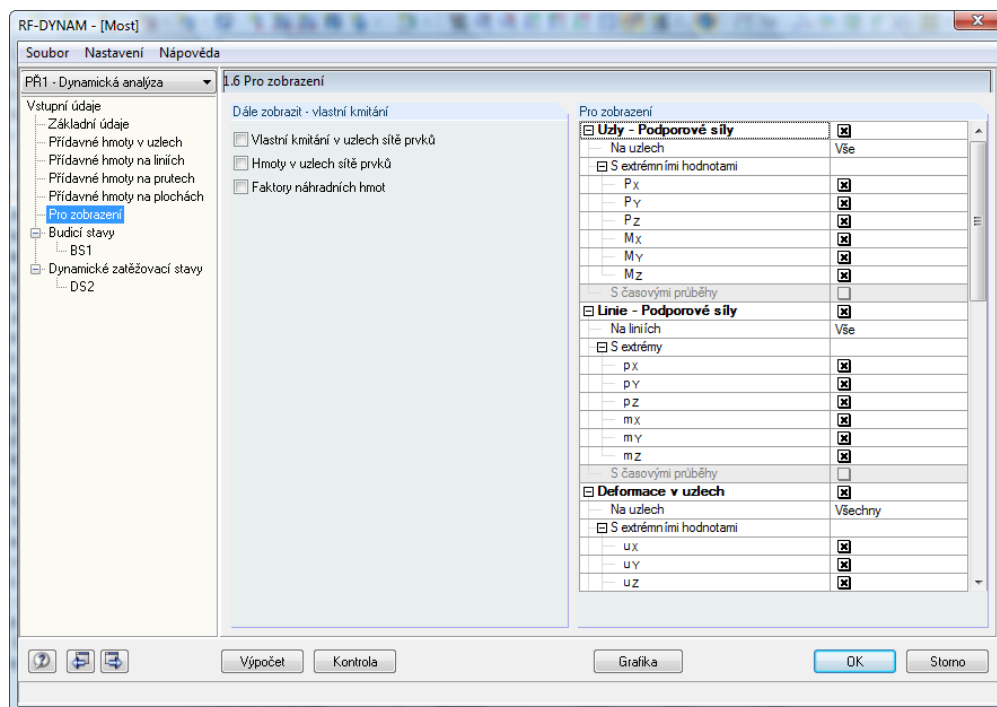 RF-DYNAM - [Most]
Soubor Nastavení Nápověda
PŘ1 - Dynamická analýza
1.6 Pro zobrazení
Vstupní údaje
Základní údaje
Přídavné hmoty v uzlech
Přídavné hmoty na liniích
Přídavné hmoty na prutech
Přídavné hmoty na plochách
Pro zobrazení
Budicí stavy
BS1
Dynamické zatěžovací stavy
DS2
Dále zobrazit - vlastní kmitání
Vlastní kmitání v uzlech sítě prvků
Hmoty v uzlech sítě prvků
Faktory náhradních hmot
Pro zobrazení
Uzly - Podporové síly
Na uzlech Vše
S extrémními hodnotami
PX
PY
PZ
MX
MY
MZ
S časovými průběhy
Linie - Podporové síly
Na liniích Vše
S extrémy
pX
pY
pZ
mX
mY
mZ
S časovými průběhy
Deformace v uzlech
Na uzlech Všechny
S extrémními hodnotami
uX
uY
uZ
Výpočet Kontrola Grafika OK Storno